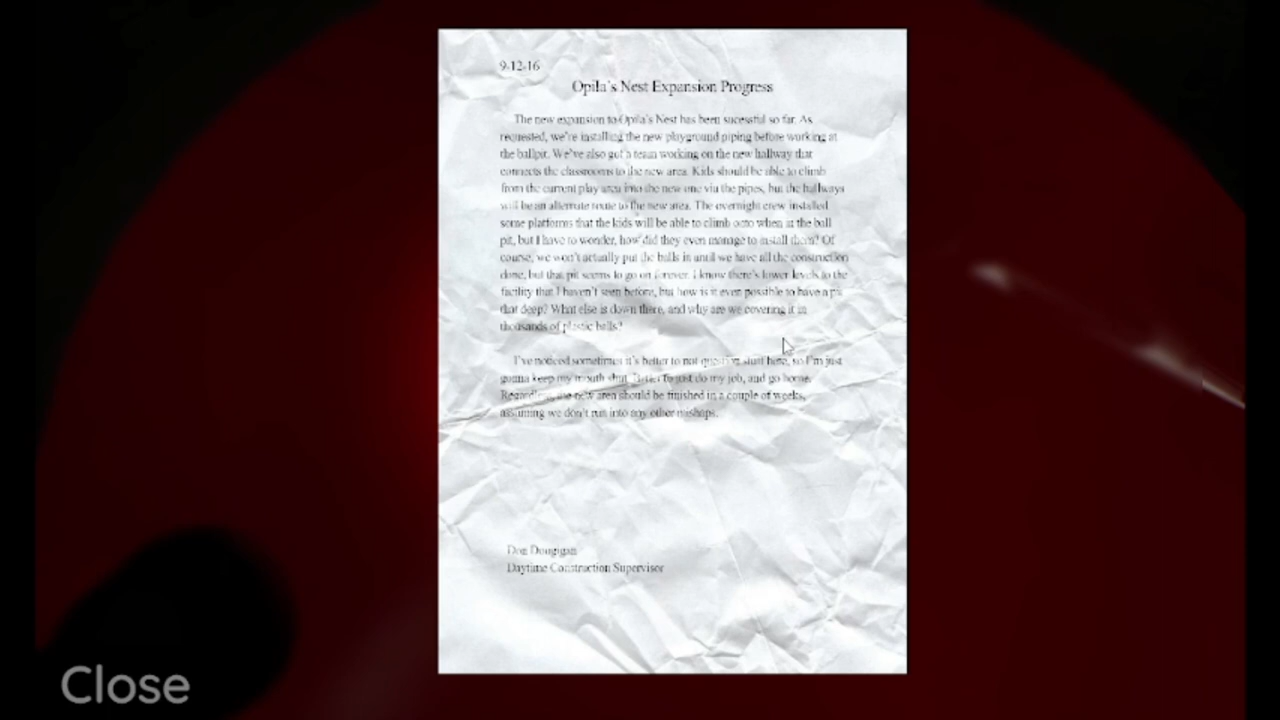 9-12-16
Opila's Nest Expansion Progress
The new expansion to Opila's Nest has been sucessful so far. As
requested, we're installing the new playground piping before working at
the ballpit. We've also got a team working on the new hallway that
connects the classrooms to the new area. Kids should be able to climb
from the current play area into the new one via the pipes, but the hallways
will be an alternate route to the new area. The overnight crew installed
some platforms that the kids will be able to climb onto when at the ball
pit, but I have to wonder, how did they even manage to install them? Of
course, we won't actually put the balls in until we have all the construction
done, but that pit seems to go on forever. I know there's lower levels to the
facility that I haven't seen before, but how is it even possible to have a pit
that deep? What else is down there, and why are we covering it in
thousands of plastic balls?
I've noticed sometimes it's better to not question stuff here, so I'm just
gonna keep my mouth shut. Better to just do my job, and go home.
Regardless, the new area should be finished in a couple of weeks,
assuming we don't run into any other mishaps.
Don Dougigan
Daytime Construction Supervisor
Close